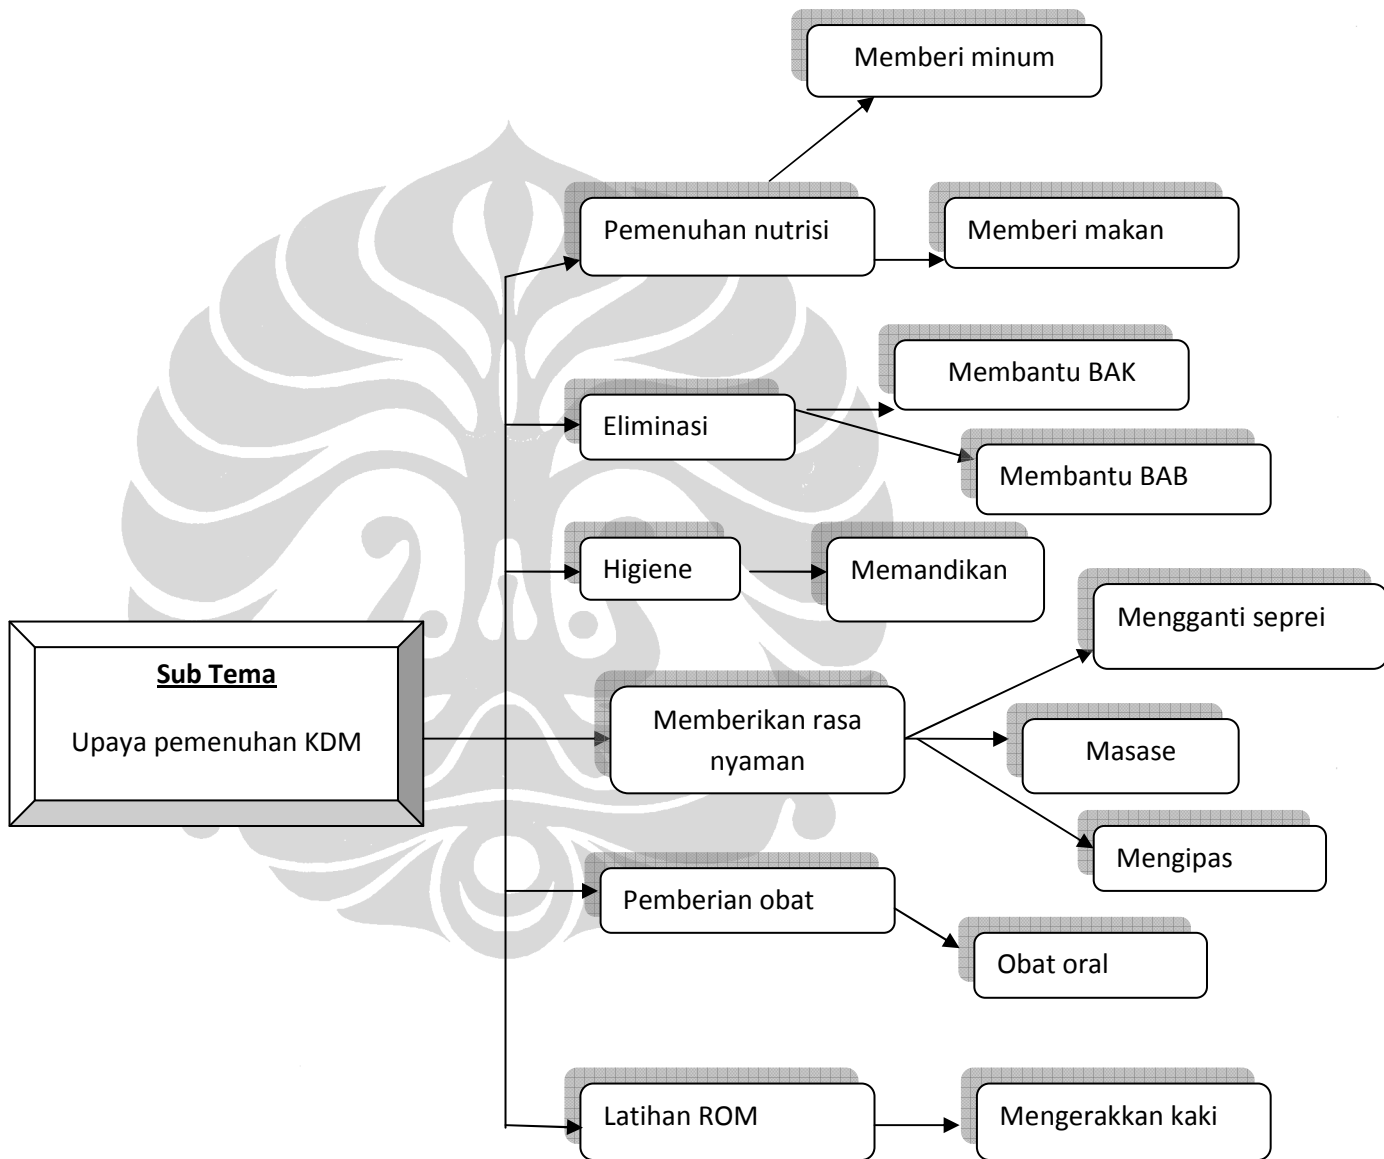 Memberi minum
Pemenuhan nutrisi
Memberi makan
Membantu BAK
Eliminasi
Membantu BAB
Higiene
Memandikan
Mengganti seprei
Sub Tema
Upaya pemenuhan KDM
Memberikan rasa
nyaman
Masase
Mengipas
Pemberian obat
Obat oral
Latihan ROM
Mengerakkan kaki